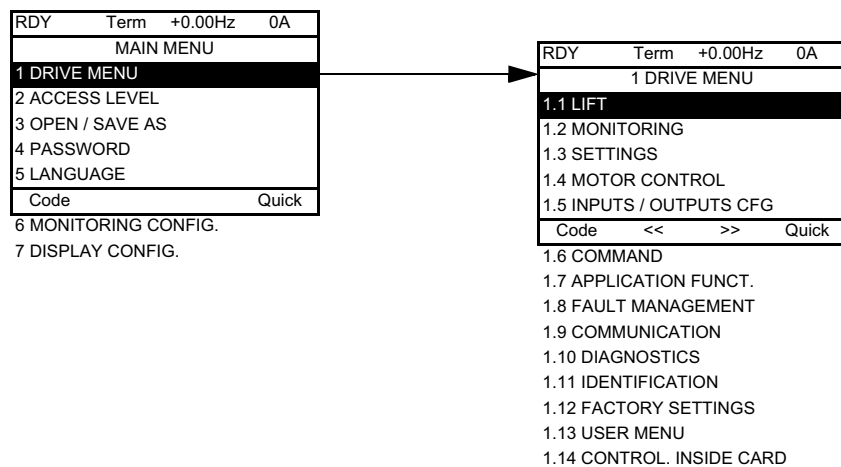 RDY Term +0.00Hz 0A
MAIN MENU
1 DRIVE MENU
2 ACCESS LEVEL
3 OPEN / SAVE AS
4 PASSWORD
5 LANGUAGE
Code Quick
6 MONITORING CONFIG.
7 DISPLAY CONFIG.
RDY Term +0.00Hz 0A
1 DRIVE MENU
1.1 LIFT
1.2 MONITORING
1.3 SETTINGS
1.4 MOTOR CONTROL
1.5 INPUTS / OUTPUTS CFG
Code << >> Quick
1.6 COMMAND
1.7 APPLICATION FUNCT.
1.8 FAULT MANAGEMENT
1.9 COMMUNICATION
1.10 DIAGNOSTICS
1.11 IDENTIFICATION
1.12 FACTORY SETTINGS
1.13 USER MENU
1.14 CONTROL. INSIDE CARD